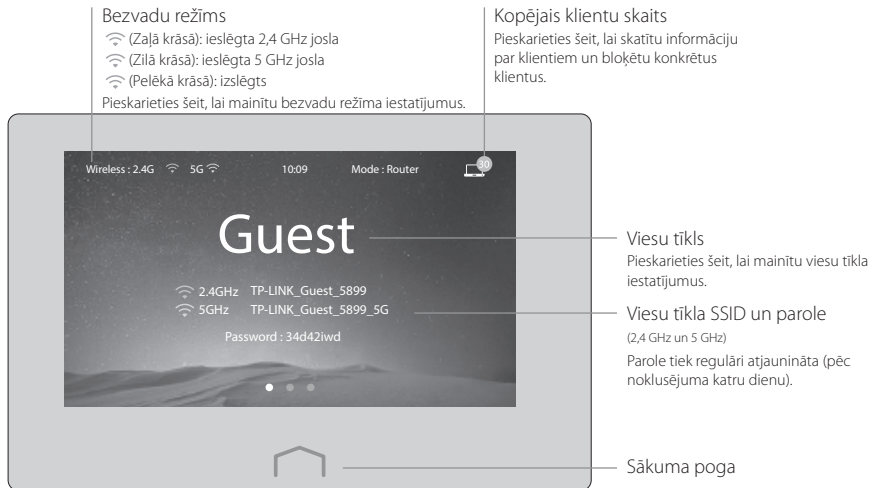 Bezvadu režīms
(Zaļā krāsā): ieslēgta 2,4 GHz josla
(Zilā krāsā): ieslēgta 5 GHz josla
(Pelēkā krāsā): izslēgts
Pieskarieties šeit, lai mainītu bezvadu režīma iestatījumus.
Kopējais klientu skaits
Pieskarieties šeit, lai skatītu informāciju
par klientiem un bloķētu konkrētus
klientus.
Wireless : 2.4G 5G 10:09 Mode : Router 30
Guest
2.4GHz TP-LINK_Guest_5899
5GHz TP-LINK_Guest_5899_5G
Password : 34d42iwd
Viesu tīkls
Pieskarieties šeit, lai mainītu viesu tīkla
iestatījumus.
Viesu tīkla SSID un parole
(2,4 GHz un 5 GHz)
Parole tiek regulāri atjaunināta (pēc
noklusējuma katru dienu).
Sākuma poga